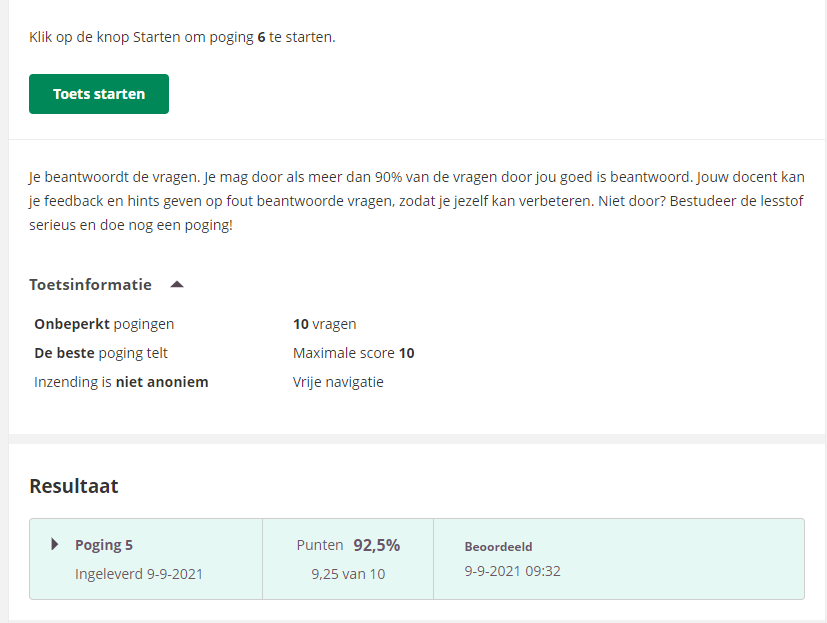 Klik op de knop Starten om poging 6 te starten.
Toets starten
Je beantwoordt de vragen. Je mag door als meer dan 90% van de vragen door jou goed is beantwoord. Jouw docent kan
je feedback en hints geven op fout beantwoorde vragen, zodat je jezelf kan verbeteren. Niet door? Bestudeer de lesstof
serieus en doe nog een poging!
Toetsinformatie
Onbeperkt pogingen
10 vragen
De beste poging telt
Maximale score 10
Inzending is niet anoniem
Vrije navigatie
Resultaat
Poging 5
Ingeleverd 9-9-2021
Punten 92,5%
9,25 van 10
Beoordeeld
9-9-2021 09:32